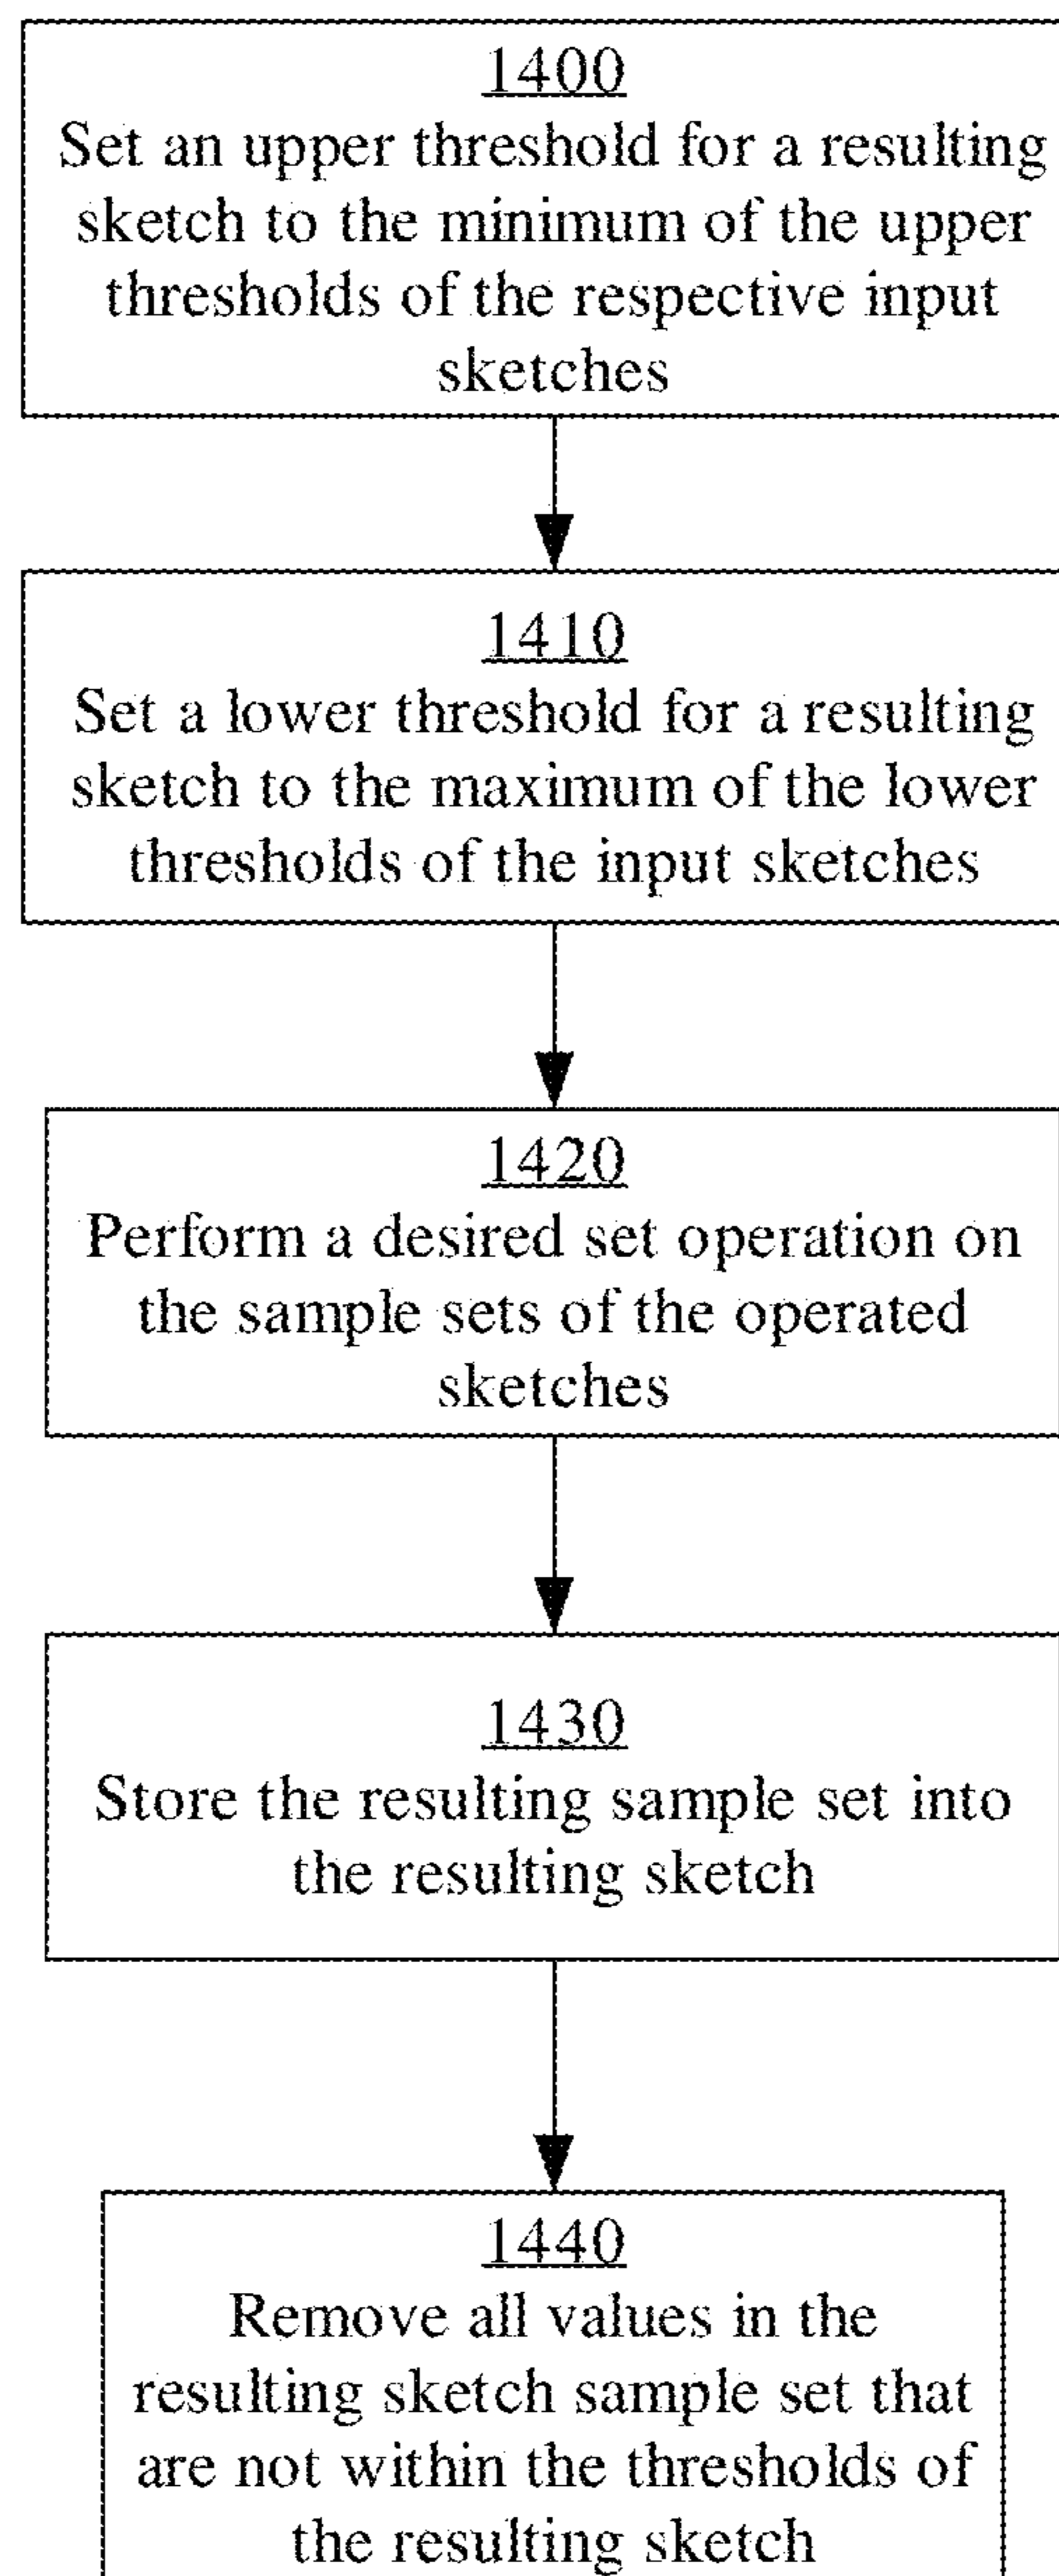 1400
Set an upper threshold for a resulting
sketch to the minimum of the upper
thresholds of the respective input
sketches
1410
Set a lower threshold for a resulting
sketch to the maximum of the lower
thresholds of the input sketches
1420
Perform a desired set operation on
the sample sets of the operated
sketches
1430
Store the resulting sample set into
the resulting sketch
1440
Remove all values in the
resulting sketch sample set that
are not within the thresholds of
the resulting sketch